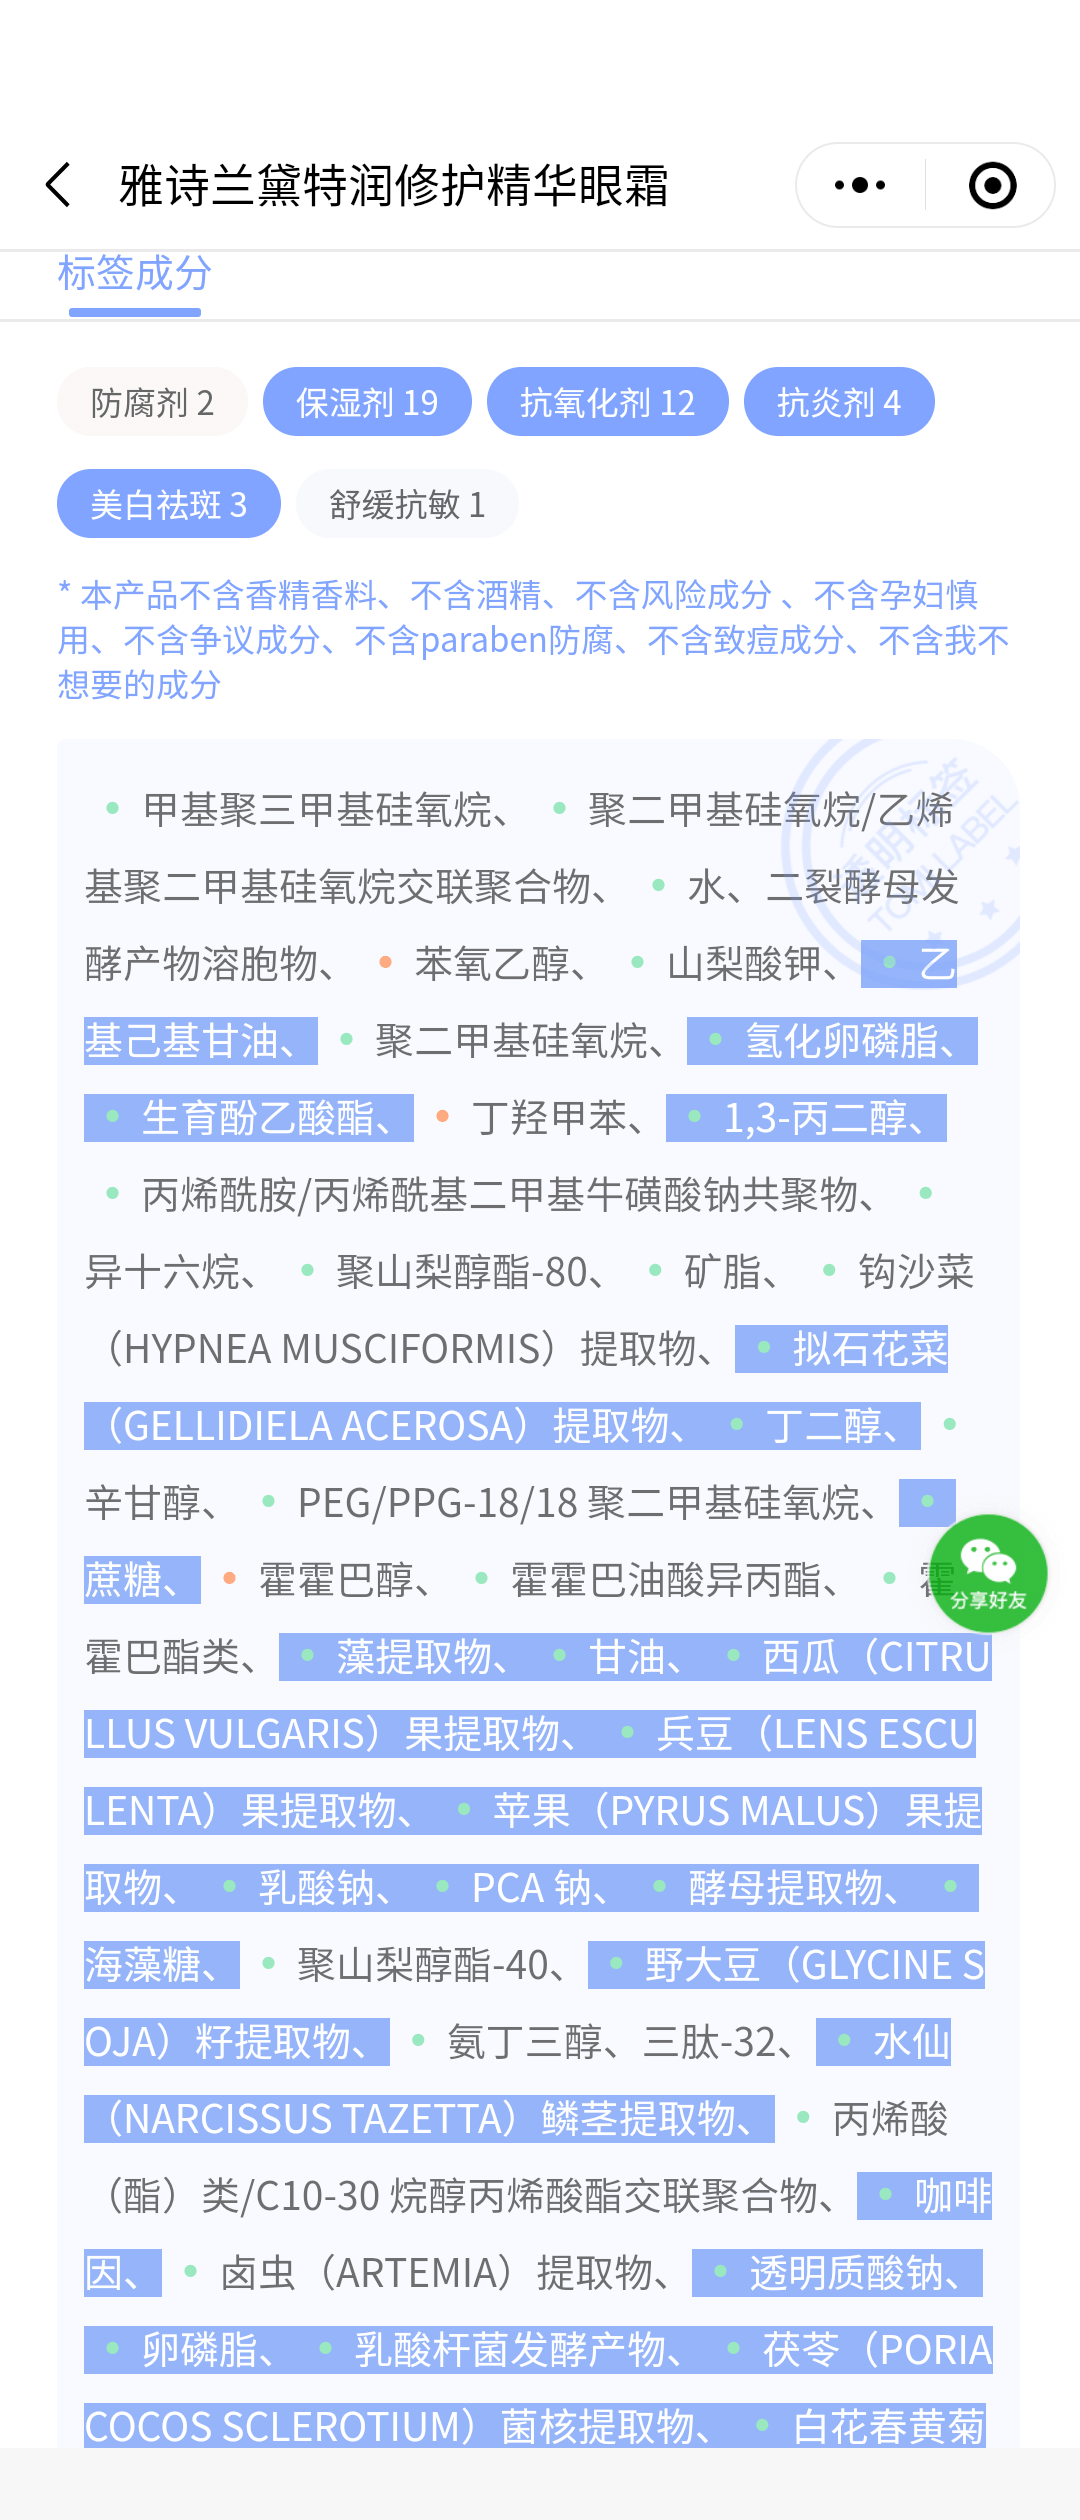 雅诗兰黛特润修护精华眼霜
标签成分
防腐剂 2 保湿剂 19 抗氧化剂 12 抗炎剂 4
美白祛斑 3 舒缓抗敏 1
* 本产品不含香精香料、不含酒精、不含风险成分 、不含孕妇慎
用、不含争议成分、不含paraben防腐、不含致痘成分、不含我不
想要的成分
甲基聚三甲基硅氧烷、 聚二甲基硅氧烷/乙烯
基聚二甲基硅氧烷交联聚合物、 水、二裂酵母发
酵产物溶胞物、 苯氧乙醇、 山梨酸钾、 乙
基己基甘油、 聚二甲基硅氧烷、 氢化卵磷脂、
生育酚乙酸酯、 丁羟甲苯、 1,3-丙二醇、
丙烯酰胺/丙烯酰基二甲基牛磺酸钠共聚物、
异十六烷、 聚山梨醇酯-80、 矿脂、 钩沙菜
（HYPNEA MUSCIFORMIS）提取物、 拟石花菜
（GELLIDIELA ACEROSA）提取物、 丁二醇、
辛甘醇、 PEG/PPG-18/18 聚二甲基硅氧烷、
蔗糖、 霍霍巴醇、 霍霍巴油酸异丙酯、 霍
分享好友
霍巴酯类、 藻提取物、 甘油、 西瓜（CITRU
LLUS VULGARIS）果提取物、 兵豆（LENS ESCU
LENTA）果提取物、 苹果（PYRUS MALUS）果提
取物、 乳酸钠、 PCA 钠、 酵母提取物、
海藻糖、 聚山梨醇酯-40、 野大豆（GLYCINE S
OJA）籽提取物、 氨丁三醇、三肽-32、 水仙
（NARCISSUS TAZETTA）鳞茎提取物、 丙烯酸
（酯）类/C10-30 烷醇丙烯酸酯交联聚合物、 咖啡
因、 卤虫（ARTEMIA）提取物、 透明质酸钠、
卵磷脂、 乳酸杆菌发酵产物、 茯苓（PORIA
COCOS SCLEROTIUM）菌核提取物、 白花春黄菊